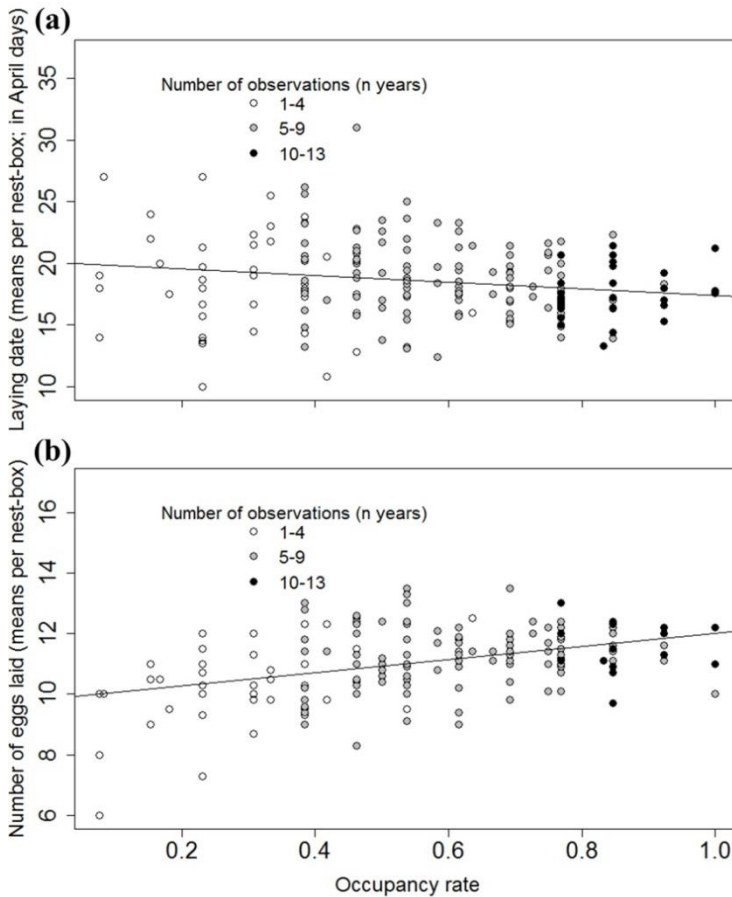 (a)
Laying date (means per nest-box; in April days)
35
30
25
20
15
10
Number of observations (n years)
1-4
5-9
10-13
(b)
Number of eggs laid (means per nest-box)
16
14
12
10
8
6
Number of observations (n years)
1-4
5-9
10-13
0.2 0.4 0.6 0.8 1.0
Occupancy rate